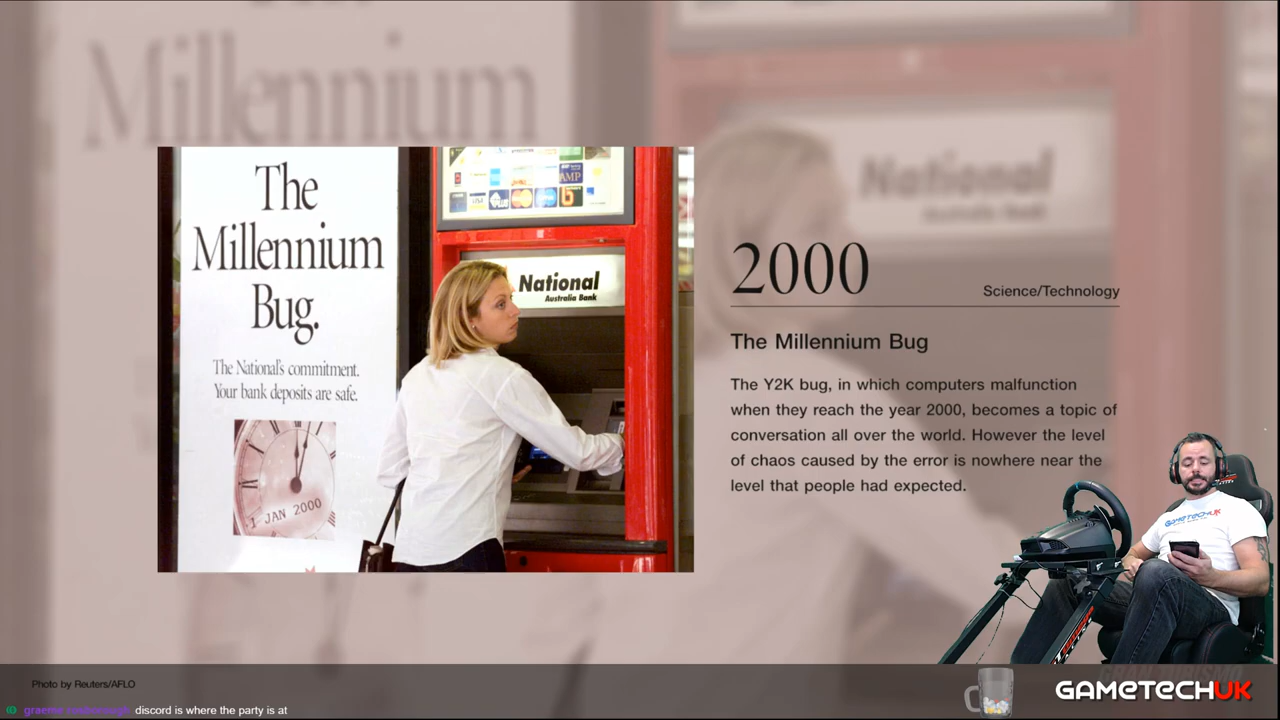 The
Millennium
Bug.
The National's commitment.
Your bank deposits are safe.
1 JAN 2000
AMP
VISA
PLUS
National
Australia Bank
Millennium
National
Australia Bank
2000
Science/Technology
The Millennium Bug
The Y2K bug, in which computers malfunction
when they reach the year 2000, becomes a topic of
conversation all over the world. However the level
of chaos caused by the error is nowhere near the
level that people had expected.
GAMETECHUK
Photo by Reuters/AFLO
GAMETECHUK
discord is where the party is at